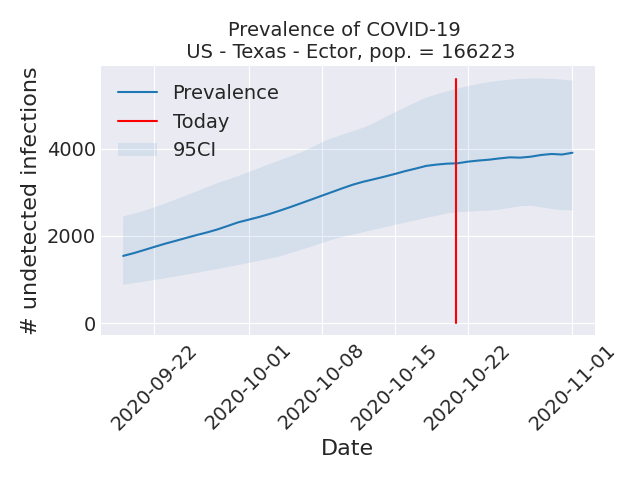 Prevalence of COVID-19
US - Texas - Ector, pop. = 166223
Prevalence
Today
95CI
# undetected infections
4000
2000
0
2020-09-22
2020-10-01
2020-10-08
2020-10-15
2020-10-22
2020-11-01
Date